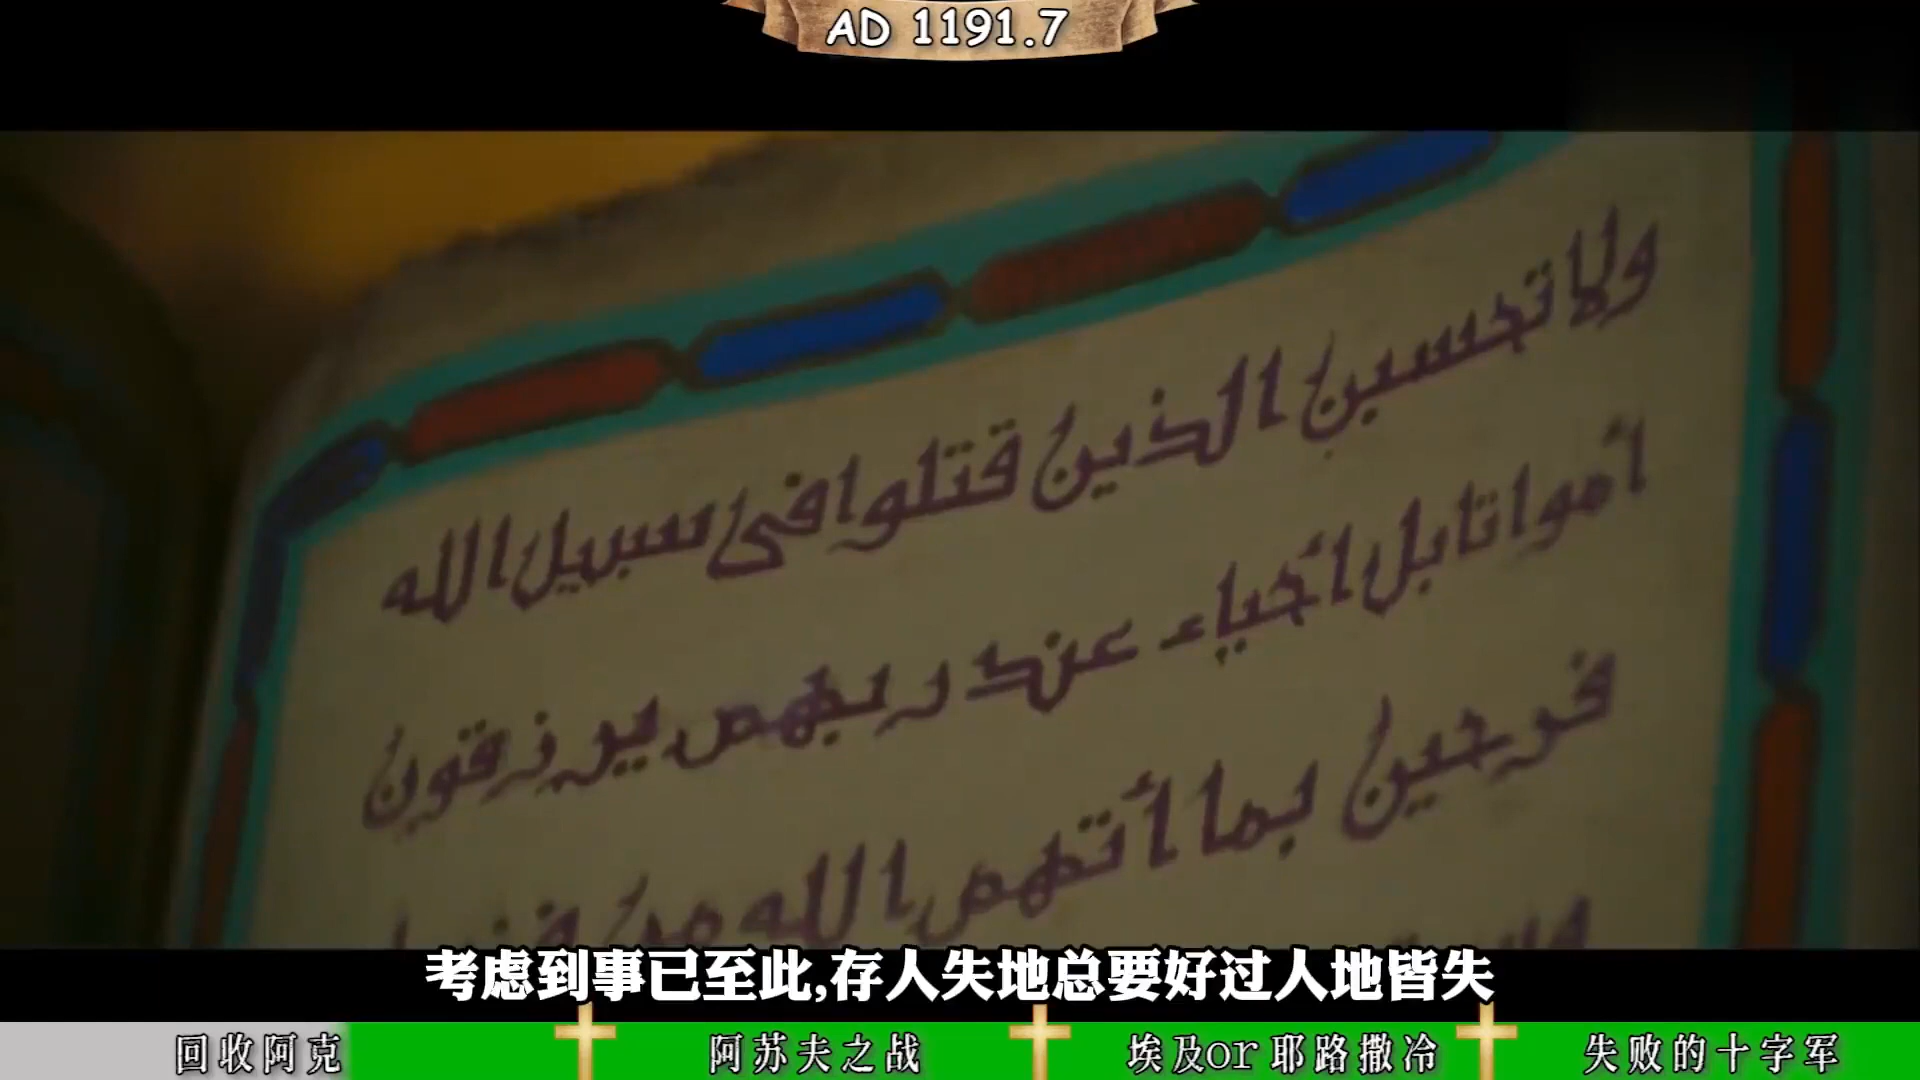 AD 1191.7
ولا تحسبن الذين قتلوا في سبيل الله
أمواتا بل أحياء عند ربهم يرزقون
فرحين بما أتهم الله من
考虑到事已至此,存人失地总要好过人地皆失
回收阿克 阿苏夫之战 埃及or耶路撒冷 失败的十字军